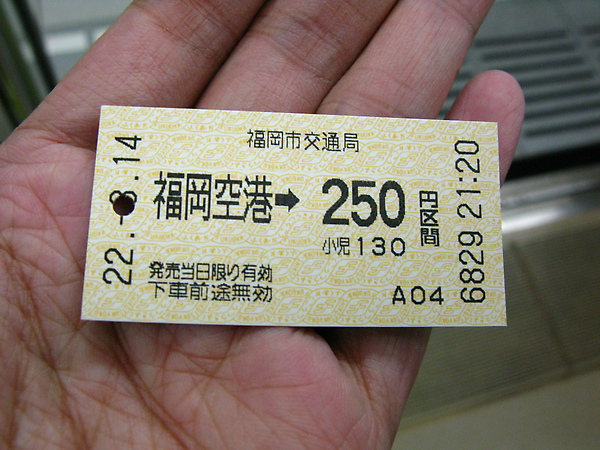 福岡市交通局
福岡空港➡250円区間
小児130
発売当日限り有効
下車前途無効
A04
22.-8.14
6829 21:20